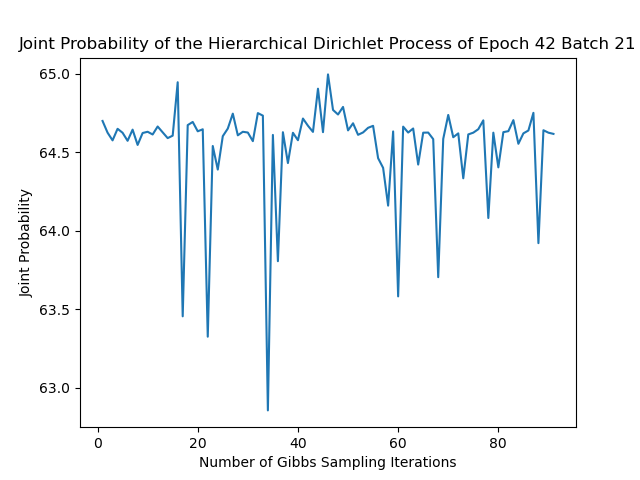 Joint Probability of the Hierarchical Dirichlet Process of Epoch 42 Batch 21
65.0
64.5
64.0
63.5
63.0
Joint Probability
0 20 40 60 80
Number of Gibbs Sampling Iterations